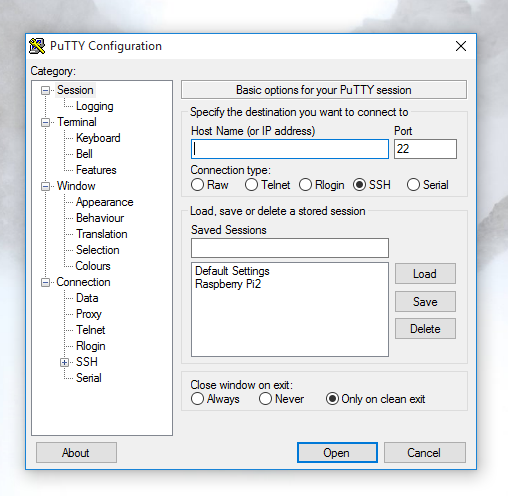 PuTTY Configuration
Category:
Session
Logging
Terminal
Keyboard
Bell
Features
Window
Appearance
Behaviour
Translation
Selection
Colours
Connection
Data
Proxy
Telnet
Rlogin
SSH
Serial
Basic options for your PuTTY session
Specify the destination you want to connect to
Host Name (or IP address) Port
22
Connection type:
Raw Telnet Rlogin SSH Serial
Load, save or delete a stored session
Saved Sessions
Default Settings
Raspberry Pi2
Load
Save
Delete
Close window on exit:
Always Never Only on clean exit
About Open Cancel